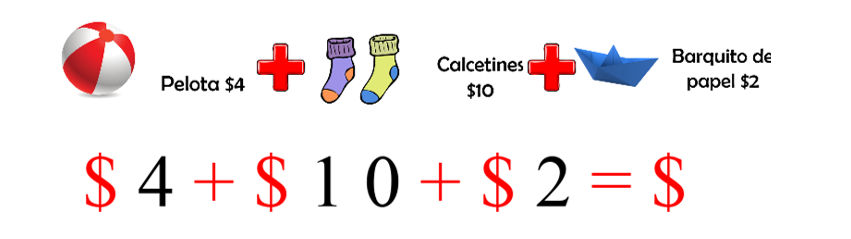 Pelota $4
Calcetines
$10
Barquito de
papel $2
$ 4 + $ 1 0 + $ 2 = $